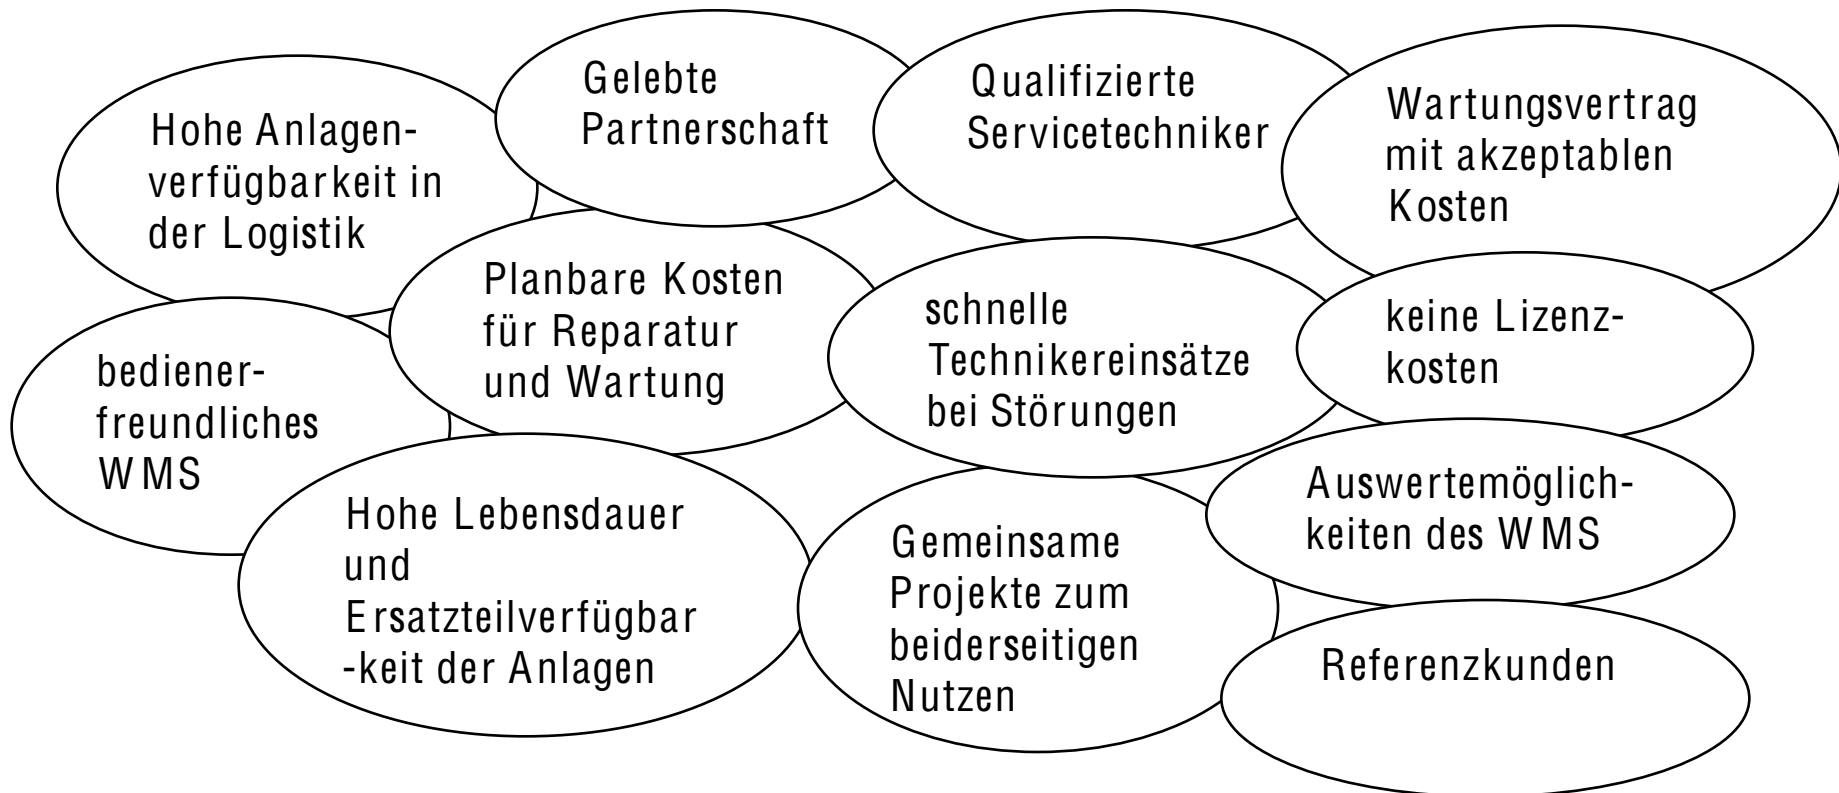 Gelebte
Partnerschaft
Qualifizierte
Servicetechniker
Wartungsvertrag
mit akzeptablen
Kosten
Hohe Anlagen-
verfügbarkeit in
der Logistik
Planbare Kosten
für Reparatur
und Wartung
schnelle
Technikereinsätze
bei Störungen
keine Lizenz-
kosten
bediener-
freundliches
WMS
Hohe Lebensdauer
und
Ersatzteilverfügbar
-keit der Anlagen
Gemeinsame
Projekte zum
beiderseitigen
Nutzen
Auswertemöglich-
keiten des WMS
Referenzkunden